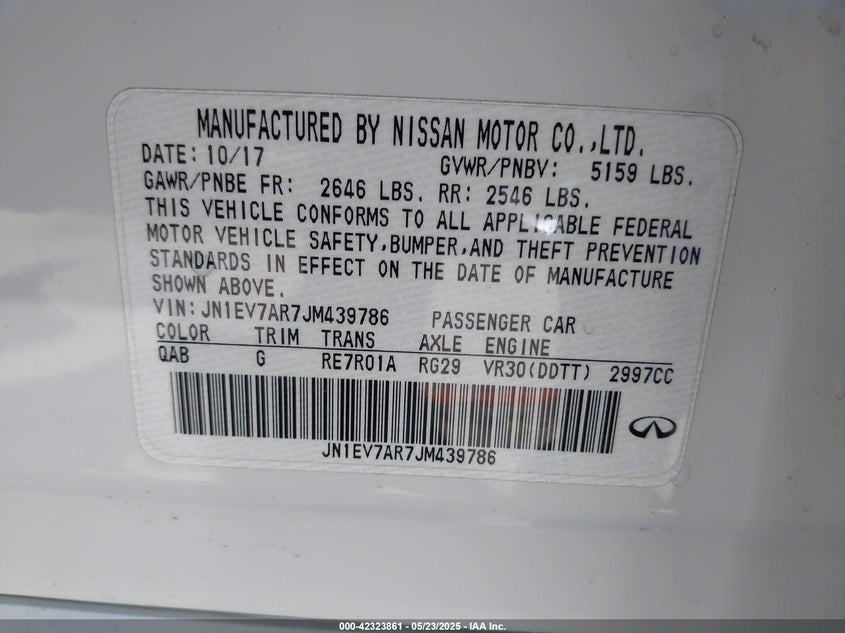 MANUFACTURED BY NISSAN MOTOR CO.,LTD.
DATE: 10/17 GVWR/PNBV: 5159 LBS.
GAWR/PNBE FR: 2646 LBS. RR: 2546 LBS.
THIS VEHICLE CONFORMS TO ALL APPLICABLE FEDERAL
MOTOR VEHICLE SAFETY,BUMPER,AND THEFT PREVENTION
STANDARDS IN EFFECT ON THE DATE OF MANUFACTURE
SHOWN ABOVE.
VIN:JN1EV7AR7JM439786 PASSENGER CAR
COLOR TRIM TRANS AXLE ENGINE
QAB G RE7R01A RG29 VR30(DDTT) 2997CC
JN1EV7AR7JM439786
000-42323861 - 05/23/2025 - IAA Inc.